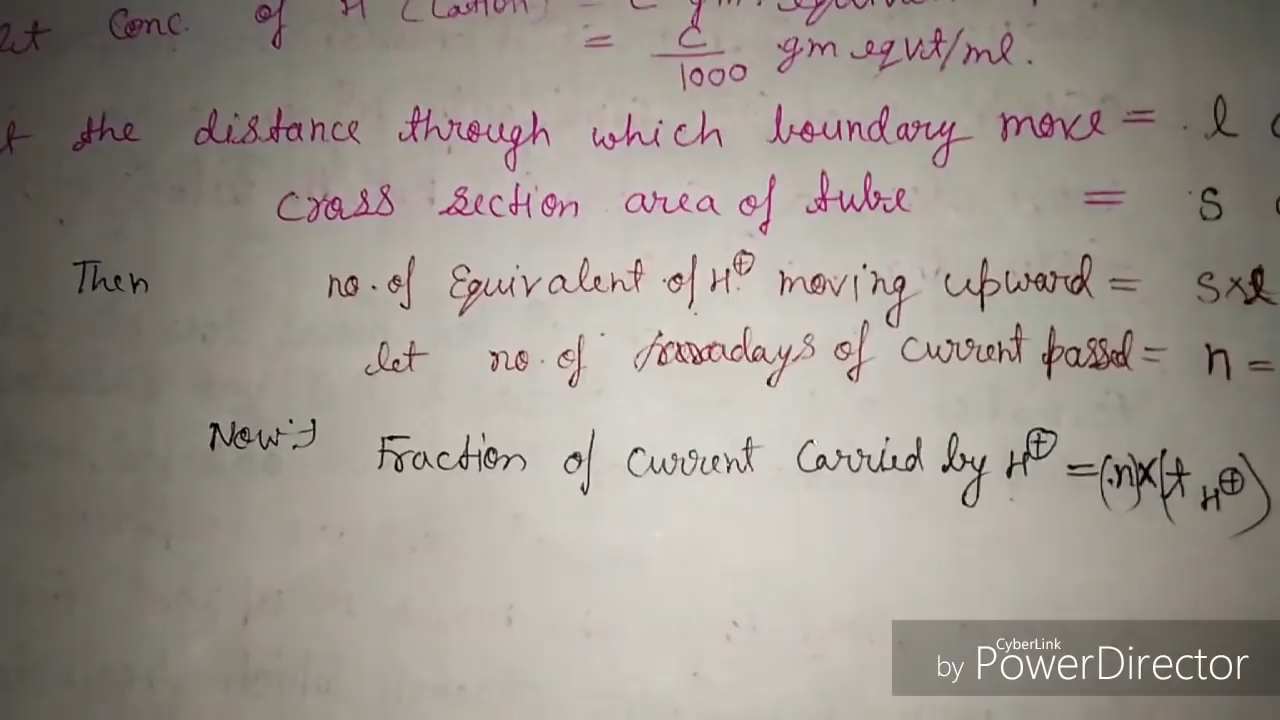 Conc. of H (Cation) =
= C/1000 gm eqvt/ml.
the distance through which boundary move = l
cross section area of tube = s
Then no. of Equivalent of H⊕ moving upward = s×l
let no. of faradays of current passed = n =
Now:→ Fraction of current carried by H⊕ = (n)×(t H⊕)
CyberLink
by PowerDirector